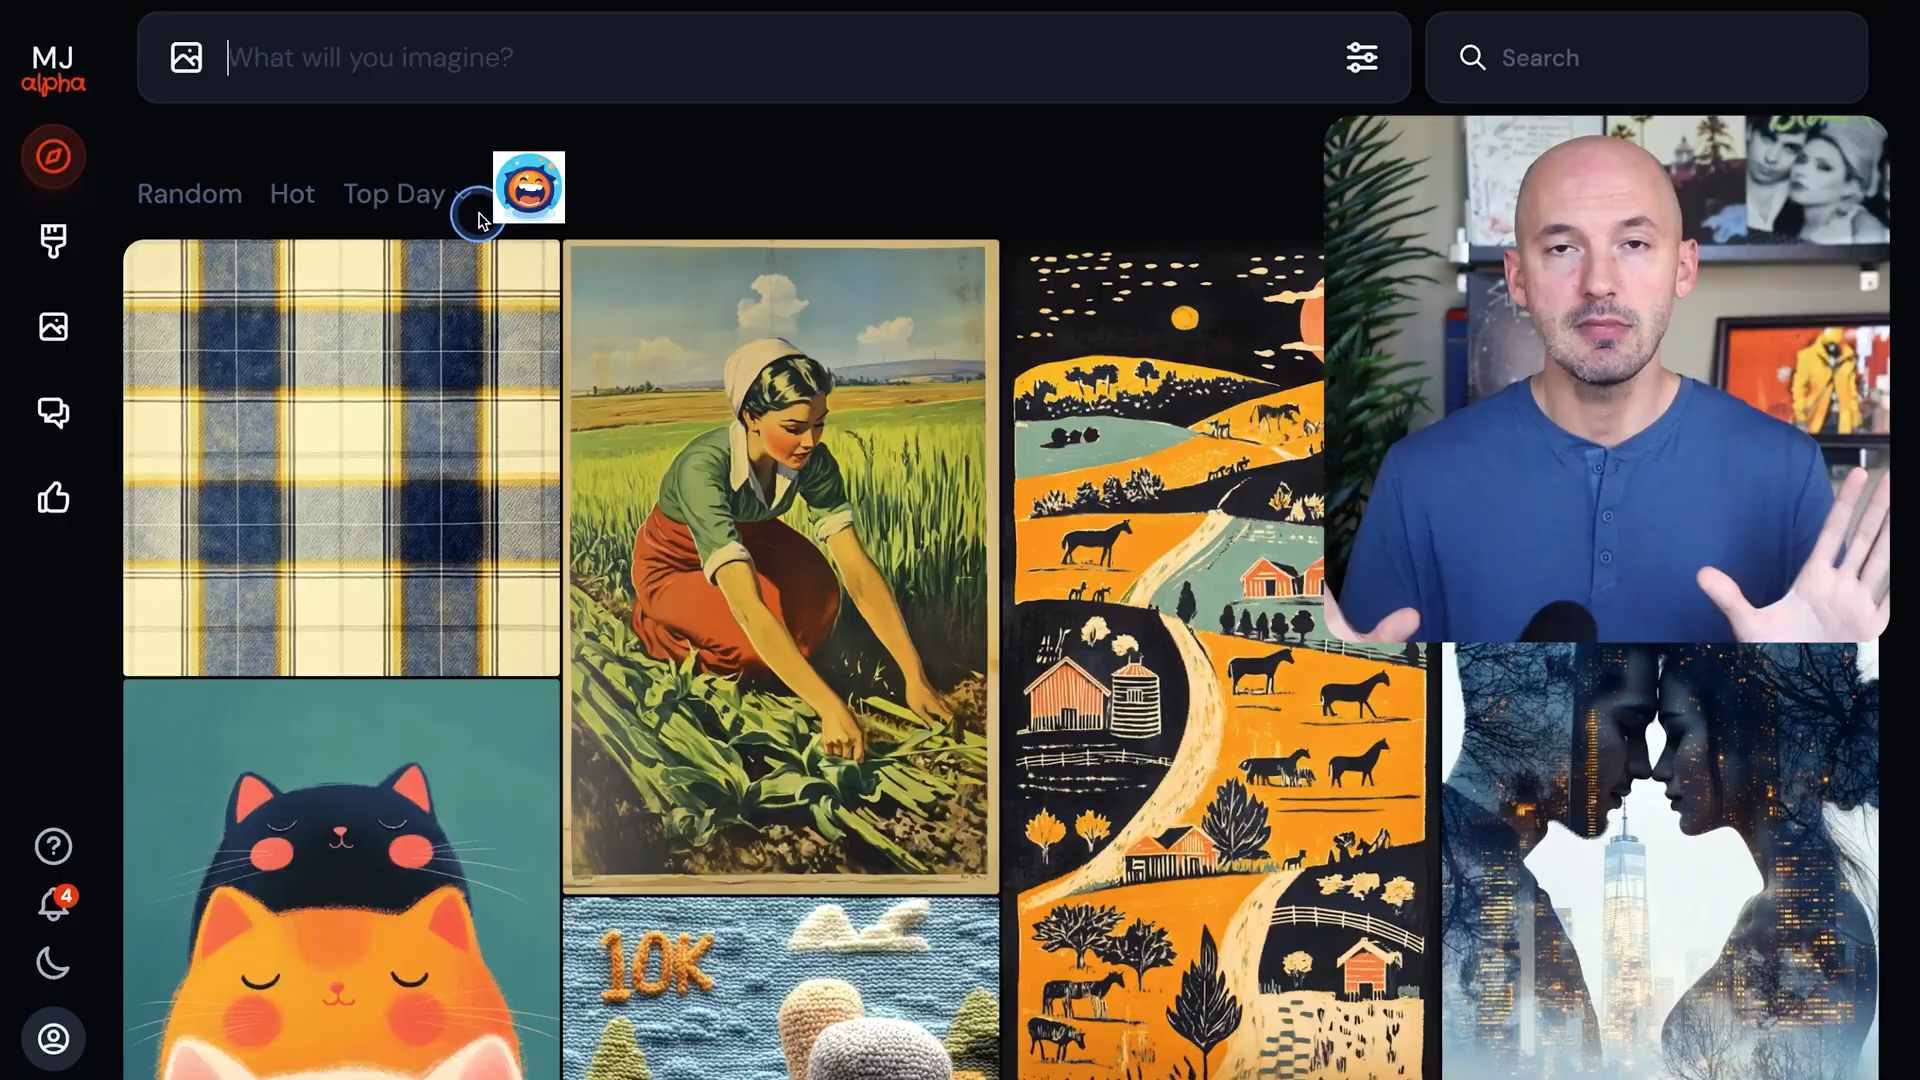 MJ
alpha
What will you imagine?
Search
Random Hot Top Day
4
10K